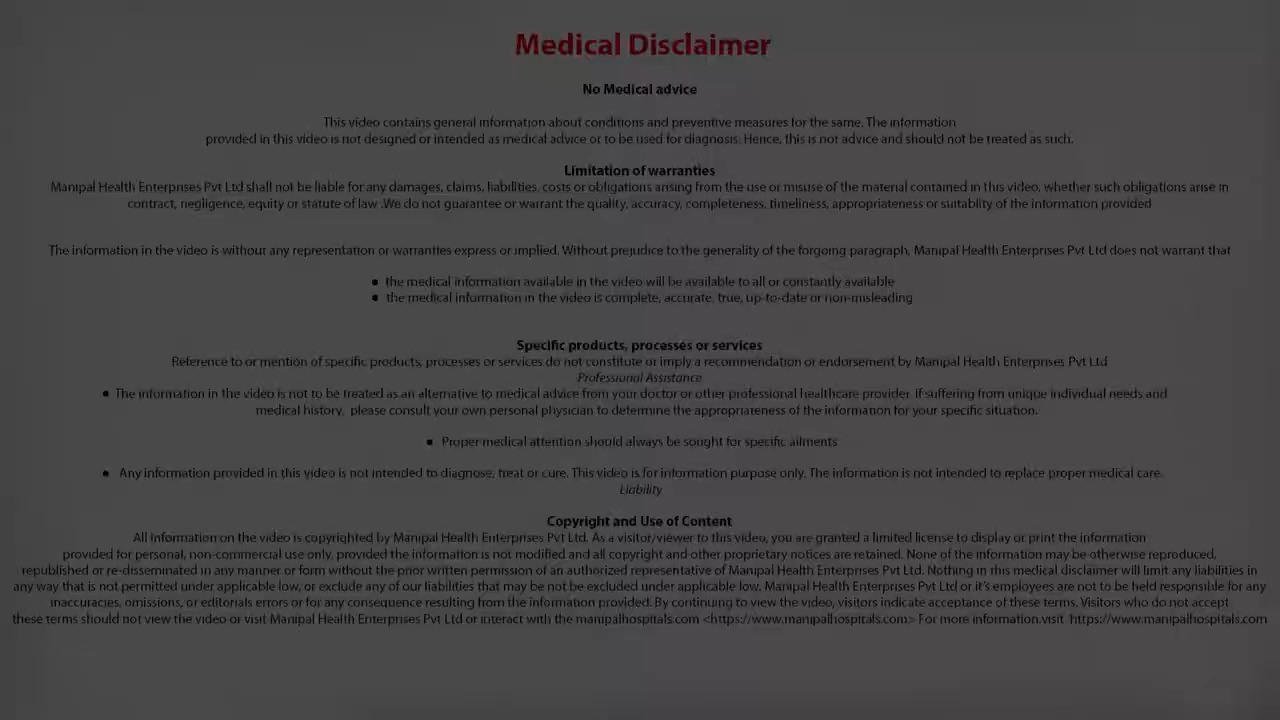 Medical Disclaimer
No Medical advice
This video contains general information about conditions and preventive measures for the same. The information
provided in this video is not designed or intended as medical advice or to be used for diagnosis. Hence, this is not advice and should not be treated as such.
Limitation of warranties
Manipal Health Enterprises Pvt Ltd shall not be liable for any damages, claims, liabilities, costs or obligations arising from the use or misuse of the material contained in this video, whether such obligations arise in
contract, negligence, equity or statute of law .We do not guarantee or warrant the quality, accuracy, completeness, timeliness, appropriateness or suitablity of the information provided
The information in the video is without any representation or warranties express or implied. Without prejudice to the generality of the forgoing paragraph, Manipal Health Enterprises Pvt Ltd does not warrant that
● the medical information available in the video will be available to all or constantly available
● the medical information in the video is complete, accurate, true, up-to-date or non-misleading
Specific products, processes or services
Reference to or mention of specific products, processes or services do not constitute or imply a recommendation or endorsement by Manipal Health Enterprises Pvt Ltd
Professional Assistance
● The information in the video is not to be treated as an alternative to medical advice from your doctor or other professional healthcare provider. If suffering from unique individual needs and
medical history, please consult your own personal physician to determine the appropriateness of the information for your specific situation.
● Proper medical attention should always be sought for specific ailments
● Any information provided in this video is not intended to diagnose, treat or cure. This video is for information purpose only. The information is not intended to replace proper medical care.
Liability
Copyright and Use of Content
All information on the video is copyrighted by Manipal Health Enterprises Pvt Ltd. As a visitor/viewer to this video, you are granted a limited license to display or print the information
provided for personal, non-commercial use only, provided the information is not modified and all copyright and other proprietary notices are retained. None of the information may be otherwise reproduced,
republished or re-disseminated in any manner or form without the prior written permission of an authorized representative of Manipal Health Enterprises Pvt Ltd. Nothing in this medical disclaimer will limit any liabilities in
any way that is not permitted under applicable low, or exclude any of our liabilities that may be not be excluded under applicable low. Manipal Health Enterprises Pvt Ltd or it's employees are not to be held responsible for any
inaccuracies, omissions, or editorials errors or for any consequence resulting from the information provided. By continuing to view the video, visitors indicate acceptance of these terms. Visitors who do not accept
these terms should not view the video or visit Manipal Health Enterprises Pvt Ltd or interact with the manipalhospitals.com <https://www.manipalhospitals.com> For more information.visit https://www.manipalhospitals.com